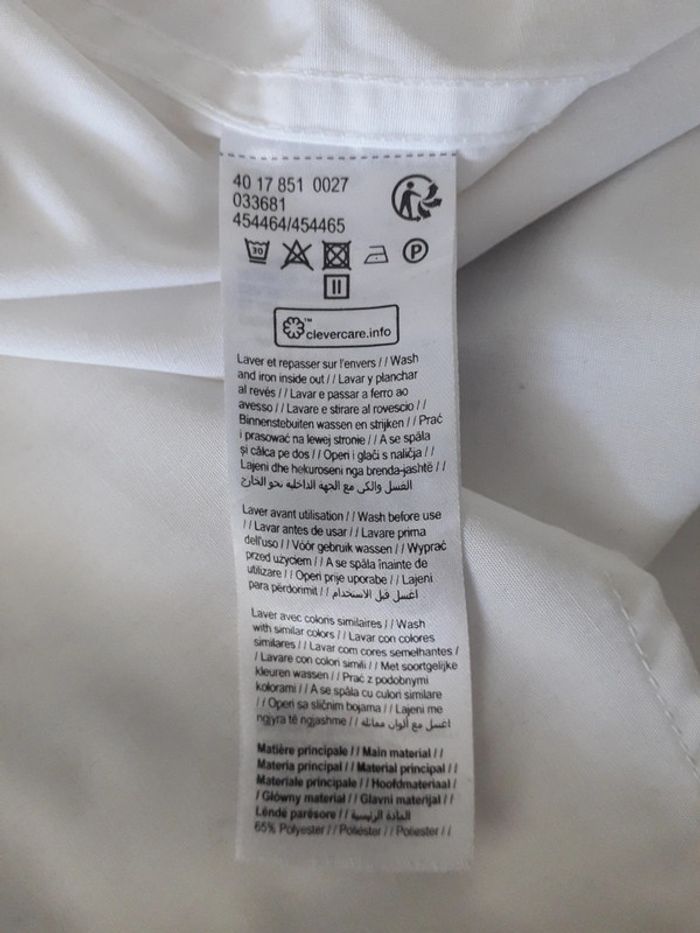 40 17 851 0027
033681
454464/454465
30
P
clevercare.info™
Laver et repasser sur l'envers // Wash
and iron inside out // Lavar y planchar
al revés // Lavar e passar a ferro ao
avesso // Lavare e stirare al rovescio //
Binnenstebuiten wassen en strijken // Prać
i prasować na lewej stronie // A se spăla
și călca pe dos // Operi i glači s naličja //
Lajeni dhe hekuroseni nga brenda-jashtë //
الغسل والكي مع الجهة الداخلية نحو الخارج
Laver avant utilisation // Wash before use
// Lavar antes de usar // Lavare prima
dell'uso // Vóór gebruik wassen // Wyprać
przed użyciem // A se spăla înainte de
utilizare // Operi prije uporabe // Lajeni
para përdorimit // اغسل قبل الاستخدام
Laver avec coloris similaires // Wash
with similar colors // Lavar con colores
similares // Lavar com cores semelhantes /
/ Lavare con colori simili // Met soortgelijke
kleuren wassen // Prać z podobnymi
kolorami // A se spăla cu culori similare
// Operi sa sličnim bojama // Lajeni me
ngjyra të ngjashme // اغسل مع ألوان مماثلة
Matière principale // Main material //
Materia principal // Material principal //
Materiale principale // Hoofdmateriaal /
/ Główny materiał // Glavni materijal //
Lëndë parësore // المادة الرئيسية
65% Polyester // Poliéster // Poliester //